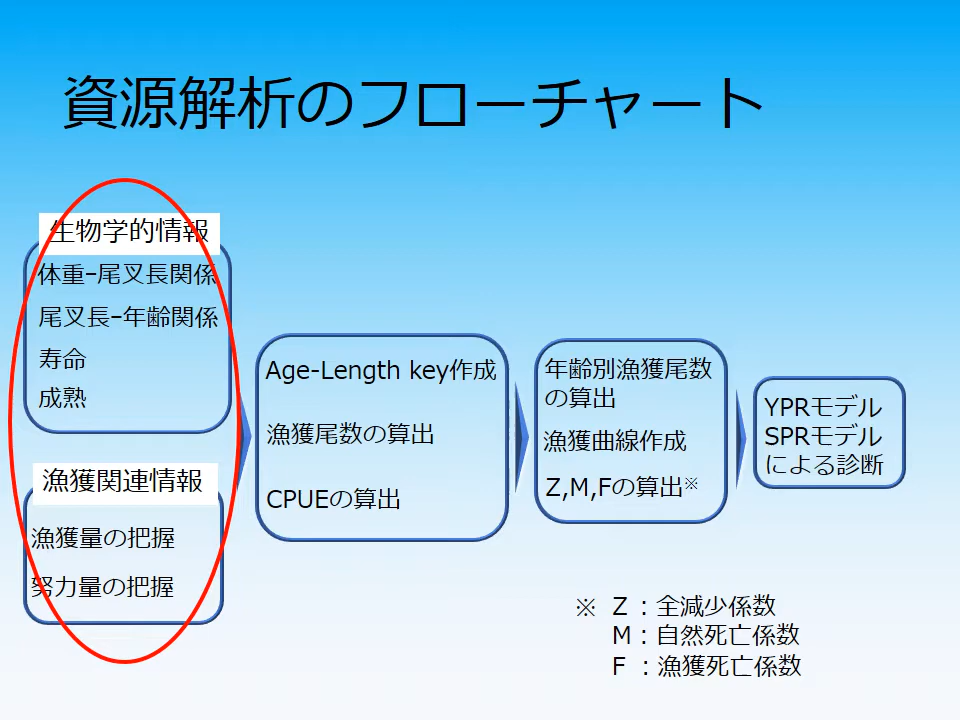 資源解析のフローチャート
生物学的情報
体重−尾叉長関係
尾叉長−年齢関係
寿命
成熟
漁獲関連情報
漁獲量の把握
努力量の把握
Age-Length key作成
漁獲尾数の算出
CPUEの算出
年齢別漁獲尾数
の算出
漁獲曲線作成
Z,M,Fの算出※
YPRモデル
SPRモデル
による診断
※ Z：全減少係数
M：自然死亡係数
F：漁獲死亡係数